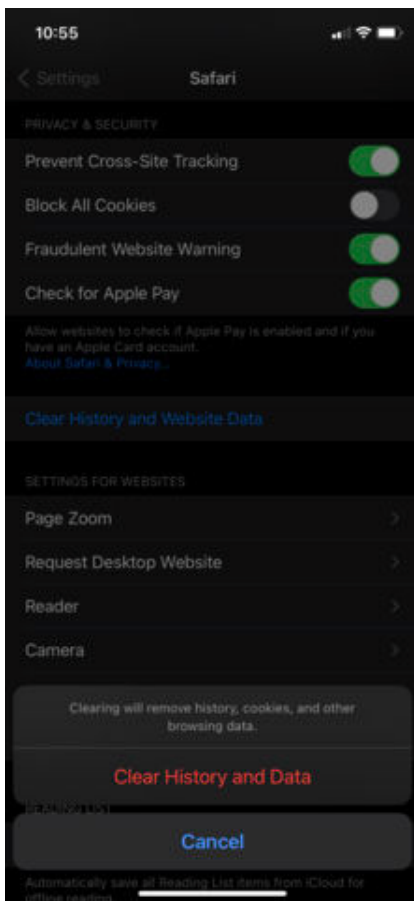 10:55
Settings
Safari
PRIVACY & SECURITY
Prevent Cross-Site Tracking
Block All Cookies
Fraudulent Website Warning
Check for Apple Pay
Allow websites to check if Apple Pay is enabled and if you
have an Apple Card account.
About Safari & Privacy...
Clear History and Website Data
SETTINGS FOR WEBSITES
Page Zoom
Request Desktop Website
Reader
Camera
Clearing will remove history, cookies, and other
browsing data.
Clear History and Data
READING LIST
Cancel
Automatically save all Reading List items from iCloud for
offline reading.